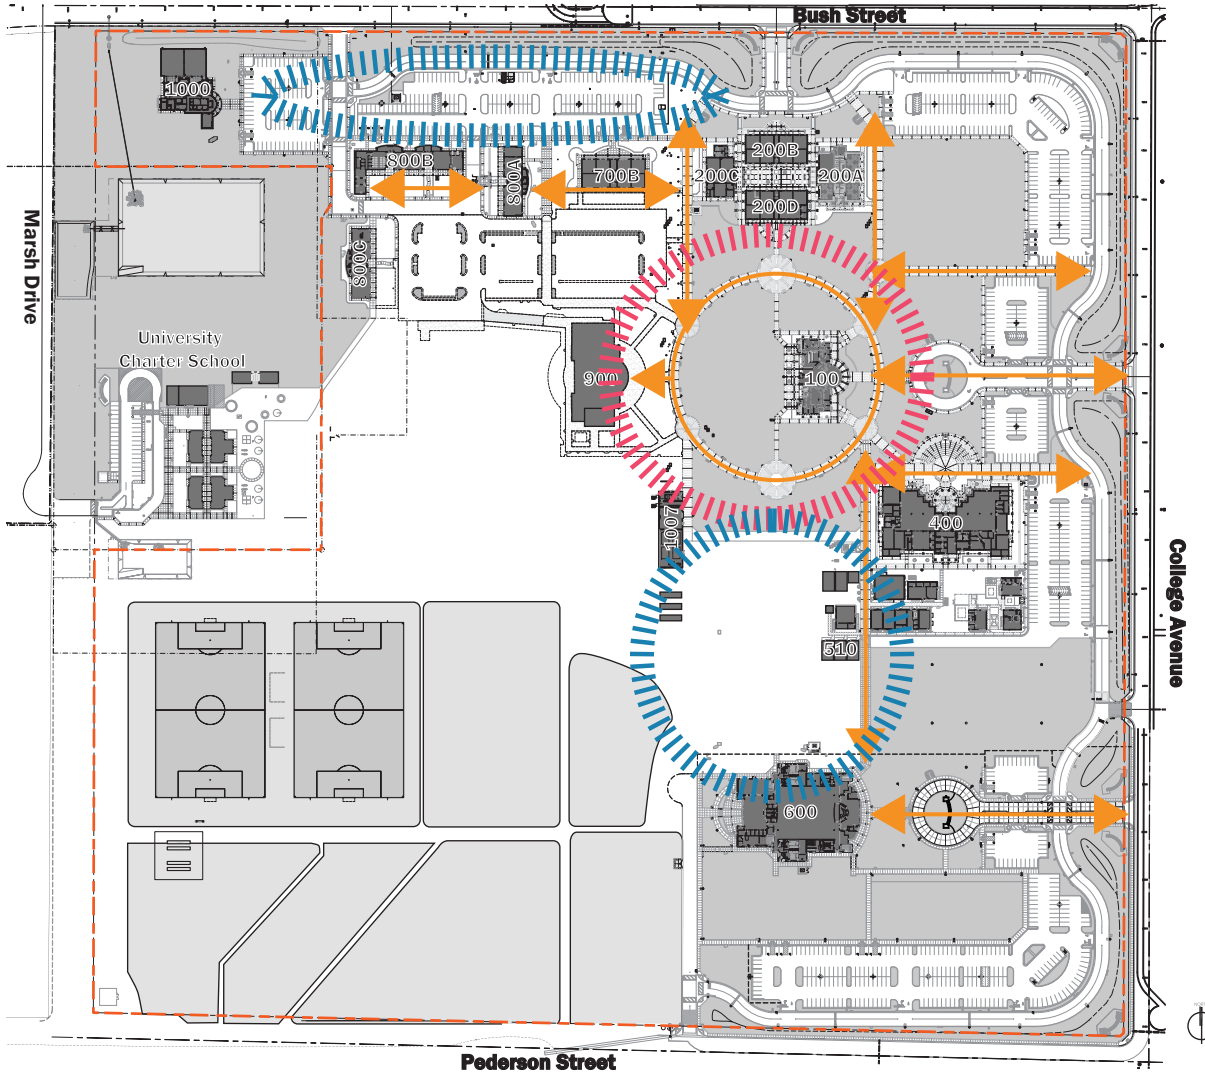 Bush Street
1000
800B
800A
700B
200C
200B
200A
200D
Marsh Drive
800C
University
Charter School
900
100
400
1007
College Avenue
510
600
Pederson Street